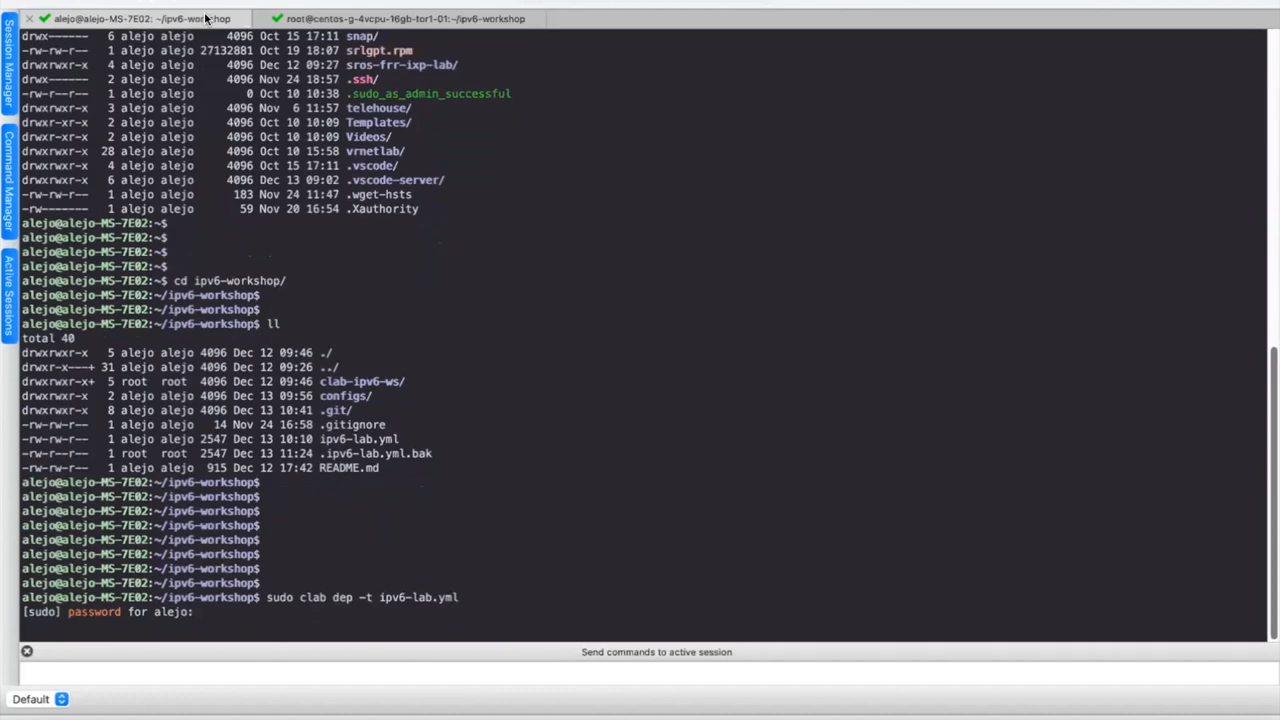 alejo@alejo-MS-7E02: ~/ipv6-workshop
root@centos-g-4vcpu-16gb-tor1-01:~/ipv6-workshop
Session Manager
Command Manager
Active Sessions
drwx------ 6 alejo alejo 4096 Oct 15 17:11 snap/
-rw-rw-r-- 1 alejo alejo 27132881 Oct 19 18:07 srlgpt.rpm
drwxrwxr-x 4 alejo alejo 4096 Dec 12 09:27 sros-frr-ixp-lab/
drwx------ 2 alejo alejo 4096 Nov 24 18:57 .ssh/
-rw-r--r-- 1 alejo alejo 0 Oct 10 10:38 .sudo_as_admin_successful
drwxrwxr-x 3 alejo alejo 4096 Nov 6 11:57 telehouse/
drwxrwxr-x 2 alejo alejo 4096 Oct 10 10:09 Templates/
drwxrwxr-x 2 alejo alejo 4096 Oct 10 10:09 Videos/
drwxrwxr-x 28 alejo alejo 4096 Oct 10 15:58 vrnetlab/
drwxrwxr-x 4 alejo alejo 4096 Oct 15 17:11 .vscode/
drwxrwxr-x 6 alejo alejo 4096 Dec 13 09:02 .vscode-server/
-rw-rw-r-- 1 alejo alejo 183 Nov 24 11:47 .wget-hsts
-rw------- 1 alejo alejo 59 Nov 20 16:54 .Xauthority
alejo@alejo-MS-7E02:~$
alejo@alejo-MS-7E02:~$
alejo@alejo-MS-7E02:~$
alejo@alejo-MS-7E02:~$
alejo@alejo-MS-7E02:~$ cd ipv6-workshop/
alejo@alejo-MS-7E02:~/ipv6-workshop$
alejo@alejo-MS-7E02:~/ipv6-workshop$
alejo@alejo-MS-7E02:~/ipv6-workshop$ ll
total 40
drwxrwxr-x 5 alejo alejo 4096 Dec 12 09:46 ./
drwxr-x---+ 31 alejo alejo 4096 Dec 12 09:26 ../
drwxrwxr-x+ 5 root root 4096 Dec 12 09:46 clab-ipv6-ws/
drwxrwxr-x 2 alejo alejo 4096 Dec 13 09:56 configs/
drwxrwxr-x 8 alejo alejo 4096 Dec 13 10:41 .git/
-rw-rw-r-- 1 alejo alejo 14 Nov 24 16:58 .gitignore
-rw-rw-r-- 1 alejo alejo 2547 Dec 13 10:10 ipv6-lab.yml
-rw-r--r-- 1 root root 2547 Dec 13 11:24 .ipv6-lab.yml.bak
-rw-rw-r-- 1 alejo alejo 915 Dec 12 17:42 README.md
alejo@alejo-MS-7E02:~/ipv6-workshop$
alejo@alejo-MS-7E02:~/ipv6-workshop$
alejo@alejo-MS-7E02:~/ipv6-workshop$
alejo@alejo-MS-7E02:~/ipv6-workshop$
alejo@alejo-MS-7E02:~/ipv6-workshop$
alejo@alejo-MS-7E02:~/ipv6-workshop$
alejo@alejo-MS-7E02:~/ipv6-workshop$
alejo@alejo-MS-7E02:~/ipv6-workshop$
alejo@alejo-MS-7E02:~/ipv6-workshop$ sudo clab dep -t ipv6-lab.yml
[sudo] password for alejo:
Send commands to active session
Default